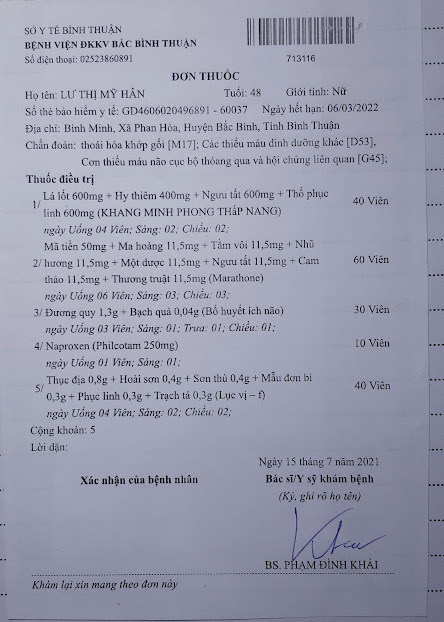 SỞ Y TẾ BÌNH THUẬN
BỆNH VIỆN ĐKKV BẮC BÌNH THUẬN
Số điện thoại: 02523860891
713116
ĐƠN THUỐC
Họ tên: LƯ THỊ MỸ HÂN Tuổi: 48 Giới tính: Nữ
Số thẻ bảo hiểm y tế: GD4606020496891 - 60037 Ngày hết hạn: 06/03/2022
Địa chỉ: Bình Minh, Xã Phan Hòa, Huyện Bắc Bình, Tỉnh Bình Thuận
Chẩn đoán: thoái hóa khớp gối [M17]; Các thiếu máu dinh dưỡng khác [D53],
Cơn thiếu máu não cục bộ thoáng qua và hội chứng liên quan [G45];
Thuốc điều trị
1/ Lá lốt 600mg + Hy thiêm 400mg + Ngưu tất 600mg + Thổ phục
linh 600mg (KHANG MINH PHONG THẤP NANG) 40 Viên
ngày Uống 04 Viên; Sáng: 02; Chiều: 02;
Mã tiền 50mg + Ma hoàng 11,5mg + Tằm vôi 11,5mg + Nhũ
2/ hương 11,5mg + Một dược 11,5mg + Ngưu tất 11,5mg + Cam 60 Viên
thảo 11,5mg + Thương truật 11,5mg (Marathone)
ngày Uống 06 Viên; Sáng: 03; Chiều: 03;
3/ Đương quy 1,3g + Bạch quả 0,04g (Bổ huyết ích não) 30 Viên
ngày Uống 03 Viên; Sáng: 01; Trưa: 01; Chiều: 01;
4/ Naproxen (Philcotam 250mg) 10 Viên
ngày Uống 01 Viên; Sáng: 01;
5/ Thục địa 0,8g + Hoài sơn 0,4g + Sơn thù 0,4g + Mẫu đơn bì
0,3g + Phục linh 0,3g + Trạch tả 0,3g (Lục vị – f) 40 Viên
ngày Uống 04 Viên; Sáng: 02; Chiều: 02;
Cộng khoản: 5
Lời dặn:
Ngày 15 tháng 7 năm 2021
Xác nhận của bệnh nhân Bác sĩ/Y sỹ khám bệnh
(Ký, ghi rõ họ tên)
BS. PHẠM ĐÌNH KHẢI
Khám lại xin mang theo đơn này